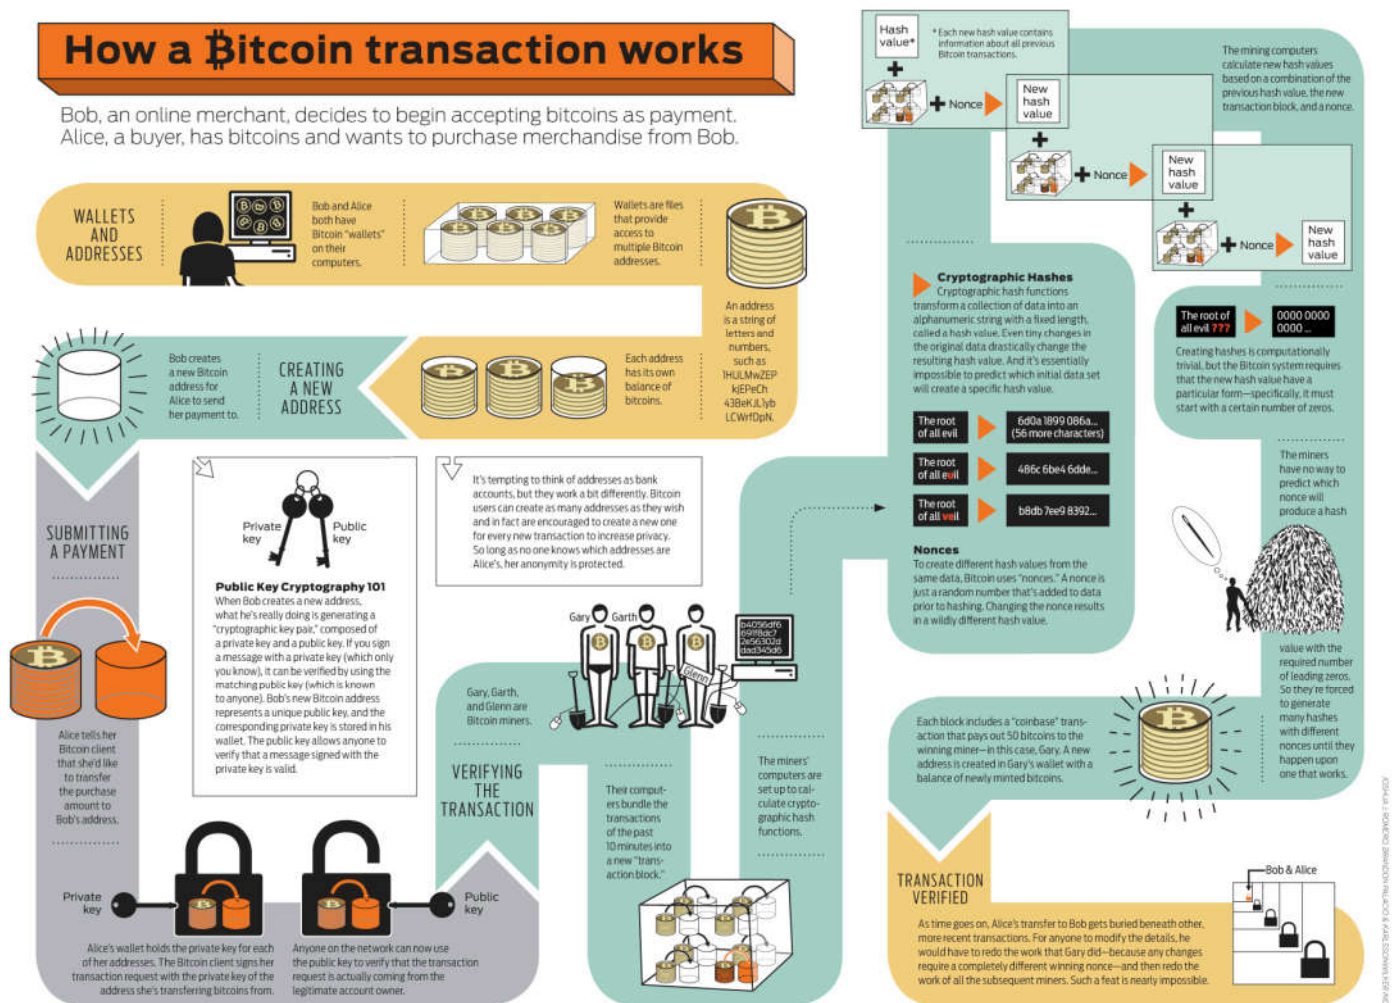 How a Bitcoin transaction works
Bob, an online merchant, decides to begin accepting bitcoins as payment.
Alice, a buyer, has bitcoins and wants to purchase merchandise from Bob.
WALLETS
AND
ADDRESSES
Bob and Alice
both have
Bitcoin "wallets"
on their
computers.
Wallets are files
that provide
access to
multiple Bitcoin
addresses.
An address
is a string of
letters and
numbers,
such as
1HULMwZEP
kjEPeCh
43BeKJL1yb
LCWrfDpN.
Each address
has its own
balance of
bitcoins.
CREATING
A NEW
ADDRESS
Bob creates
a new Bitcoin
address for
Alice to send
her payment to.
SUBMITTING
A PAYMENT
Alice tells her
Bitcoin client
that she'd like
to transfer
the purchase
amount to
Bob's address.
Private
key
Public
key
Public Key Cryptography 101
When Bob creates a new address,
what he's really doing is generating a
"cryptographic key pair," composed of
a private key and a public key. If you sign
a message with a private key (which only
you know), it can be verified by using the
matching public key (which is known
to anyone). Bob's new Bitcoin address
represents a unique public key, and the
corresponding private key is stored in his
wallet. The public key allows anyone to
verify that a message signed with the
private key is valid.
It's tempting to think of addresses as bank
accounts, but they work a bit differently. Bitcoin
users can create as many addresses as they wish
and in fact are encouraged to create a new one
for every new transaction to increase privacy.
So long as no one knows which addresses are
Alice's, her anonymity is protected.
Private
key
Alice's wallet holds the private key for each
of her addresses. The Bitcoin client signs her
transaction request with the private key of the
address she's transferring bitcoins from.
Public
key
Anyone on the network can now use
the public key to verify that the transaction
request is actually coming from the
legitimate account owner.
VERIFYING
THE
TRANSACTION
Gary, Garth,
and Glenn are
Bitcoin miners.
Gary
Garth
Glenn
b4056df6
691f8dc7
2e56302d
dad345d6
Their comput-
ers bundle the
transactions
of the past
10 minutes into
a new "trans-
action block."
The miners'
computers are
set up to cal-
culate crypto-
graphic hash
functions.
Cryptographic Hashes
Cryptographic hash functions
transform a collection of data into an
alphanumeric string with a fixed length,
called a hash value. Even tiny changes in
the original data drastically change the
resulting hash value. And it's essentially
impossible to predict which initial data set
will create a specific hash value.
The root
of all evil
6d0a 1899 086a...
(56 more characters)
The root
of all euil
486c 6be4 6dde...
The root
of all veil
b8db 7ee9 8392...
Nonces
To create different hash values from the
same data, Bitcoin uses "nonces." A nonce is
just a random number that's added to data
prior to hashing. Changing the nonce results
in a wildly different hash value.
Hash
value*
* Each new hash value contains
information about all previous
Bitcoin transactions.
+
+ Nonce
New
hash
value
+
+ Nonce
New
hash
value
+
+ Nonce
New
hash
value
The mining computers
calculate new hash values
based on a combination of the
previous hash value, the new
transaction block, and a nonce.
The root of
all evil ???
0000 0000
0000 ...
Creating hashes is computationally
trivial, but the Bitcoin system requires
that the new hash value have a
particular form—specifically, it must
start with a certain number of zeros.
The miners
have no way to
predict which
nonce will
produce a hash
value with the
required number
of leading zeros.
So they're forced
to generate
many hashes
with different
nonces until they
happen upon
one that works.
Each block includes a "coinbase" trans-
action that pays out 50 bitcoins to the
winning miner—in this case, Gary. A new
address is created in Gary's wallet with a
balance of newly minted bitcoins.
TRANSACTION
VERIFIED
As time goes on, Alice's transfer to Bob gets buried beneath other,
more recent transactions. For anyone to modify the details, he
would have to redo the work that Gary did—because any changes
require a completely different winning nonce—and then redo the
work of all the subsequent miners. Such a feat is nearly impossible.
Bob & Alice